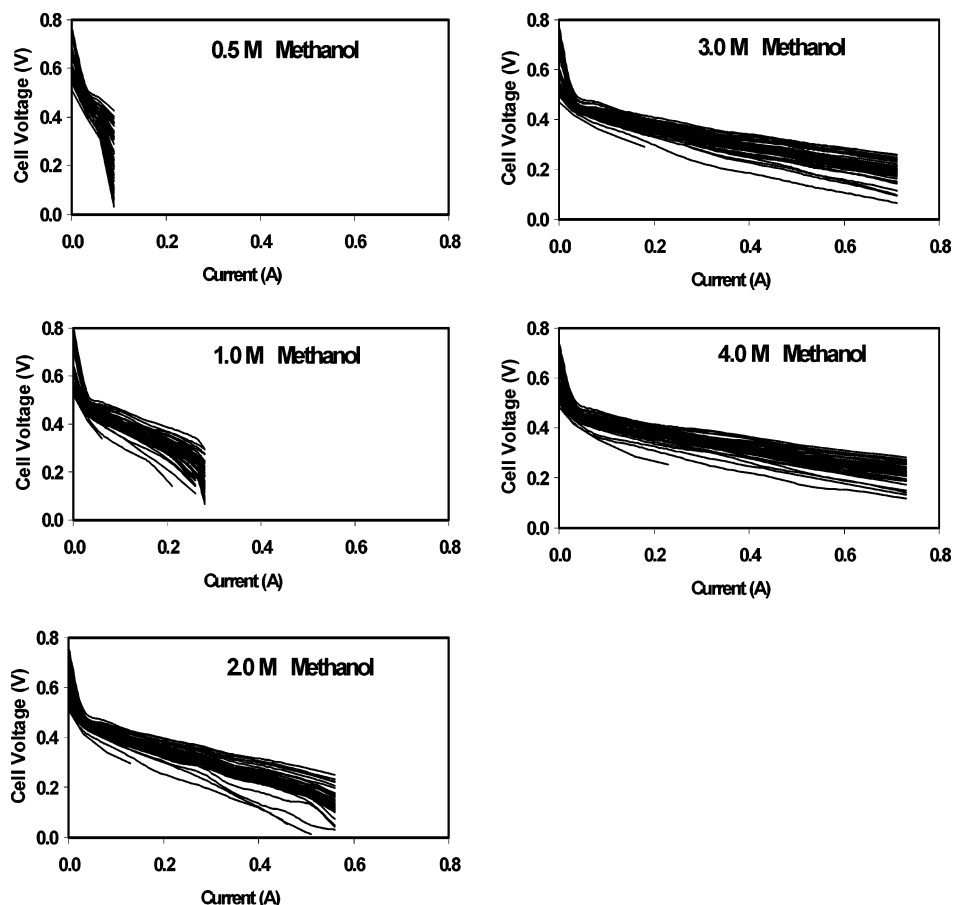 0.5 M Methanol
Cell Voltage (V)
0.8
0.6
0.4
0.2
0.0
0.0 0.2 0.4 0.6 0.8
Current (A)
3.0 M Methanol
Cell Voltage (V)
0.8
0.6
0.4
0.2
0.0
0.0 0.2 0.4 0.6 0.8
Current (A)
1.0 M Methanol
Cell Voltage (V)
0.8
0.6
0.4
0.2
0.0
0.0 0.2 0.4 0.6 0.8
Current (A)
4.0 M Methanol
Cell Voltage (V)
0.8
0.6
0.4
0.2
0.0
0.0 0.2 0.4 0.6 0.8
Current (A)
2.0 M Methanol
Cell Voltage (V)
0.8
0.6
0.4
0.2
0.0
0.0 0.2 0.4 0.6 0.8
Current (A)